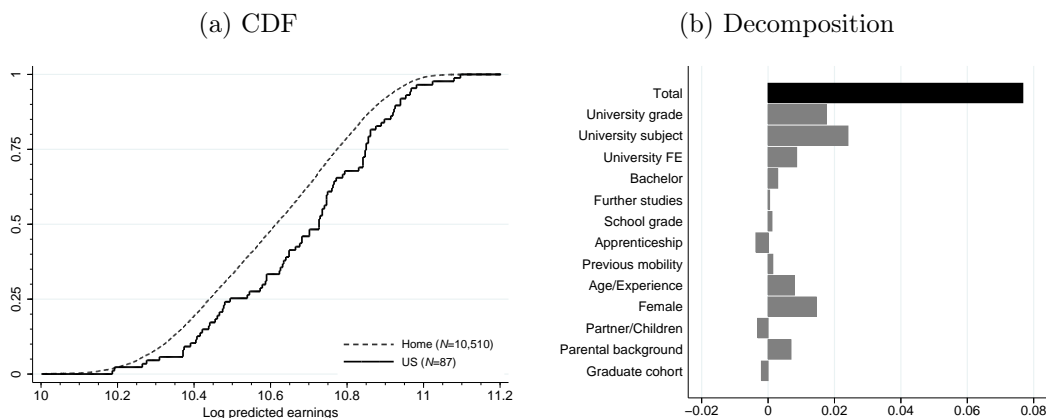 (a) CDF
1
0.75
0.5
0.25
0
Home (N=10,510)
US (N=87)
10 10.2 10.4 10.6 10.8 11 11.2
Log predicted earnings
(b) Decomposition
Total
University grade
University subject
University FE
Bachelor
Further studies
School grade
Apprenticeship
Previous mobility
Age/Experience
Female
Partner/Children
Parental background
Graduate cohort
−0.02 0 0.02 0.04 0.06 0.08